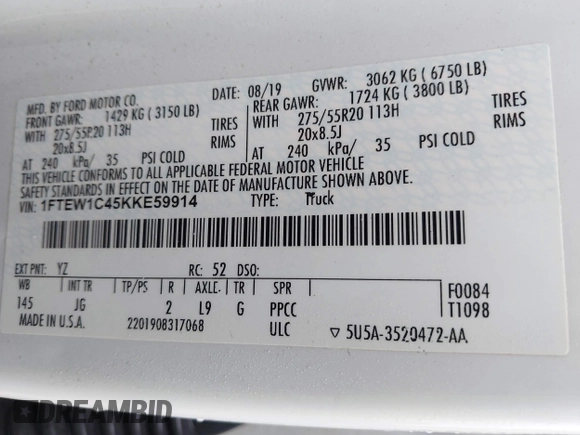 MFD. BY FORD MOTOR CO.
DATE: 08/19 GVWR: 3062 KG ( 6750 LB)
FRONT GAWR: 1429 KG ( 3150 LB) REAR GAWR: 1724 KG ( 3800 LB)
WITH 275/55R20 113H TIRES WITH 275/55R20 113H TIRES
20x8.5J RIMS 20x8.5J RIMS
AT 240 kPa/ 35 PSI COLD AT 240 kPa/ 35 PSI COLD
THIS VEHICLE CONFORMS TO ALL APPLICABLE FEDERAL MOTOR VEHICLE
SAFETY STANDARDS IN EFFECT ON THE DATE OF MANUFACTURE SHOWN ABOVE.
VIN: 1FTEW1C45KKE59914 TYPE: Truck
EXT PNT: YZ RC: 52 DSO:
WB INT TR TP/PS R AXLE TR SPR F0084
145 JG 2 L9 G PPCC T1098
MADE IN U.S.A. 2201908317068 ULC ▽ 5U5A-3520472-AA
DREAMBID